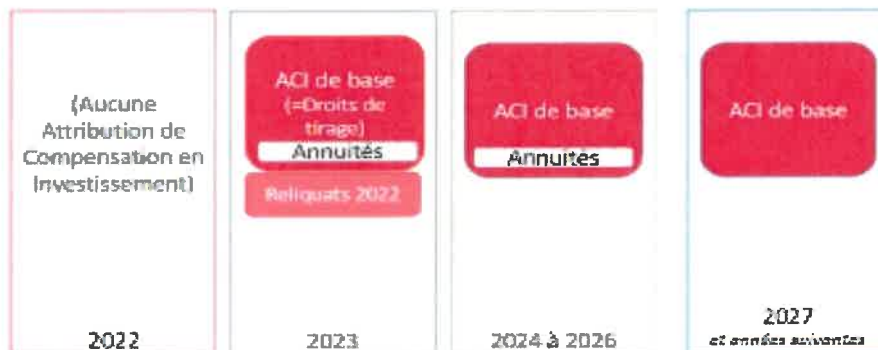 (Aucune
Attribution de
Compensation en
Investissement)
2022
ACI de base
(=Droits de
tirage)
Annuités
Reliquats 2022
2023
ACI de base
Annuités
2024 à 2026
ACI de base
2027
et années suivantes